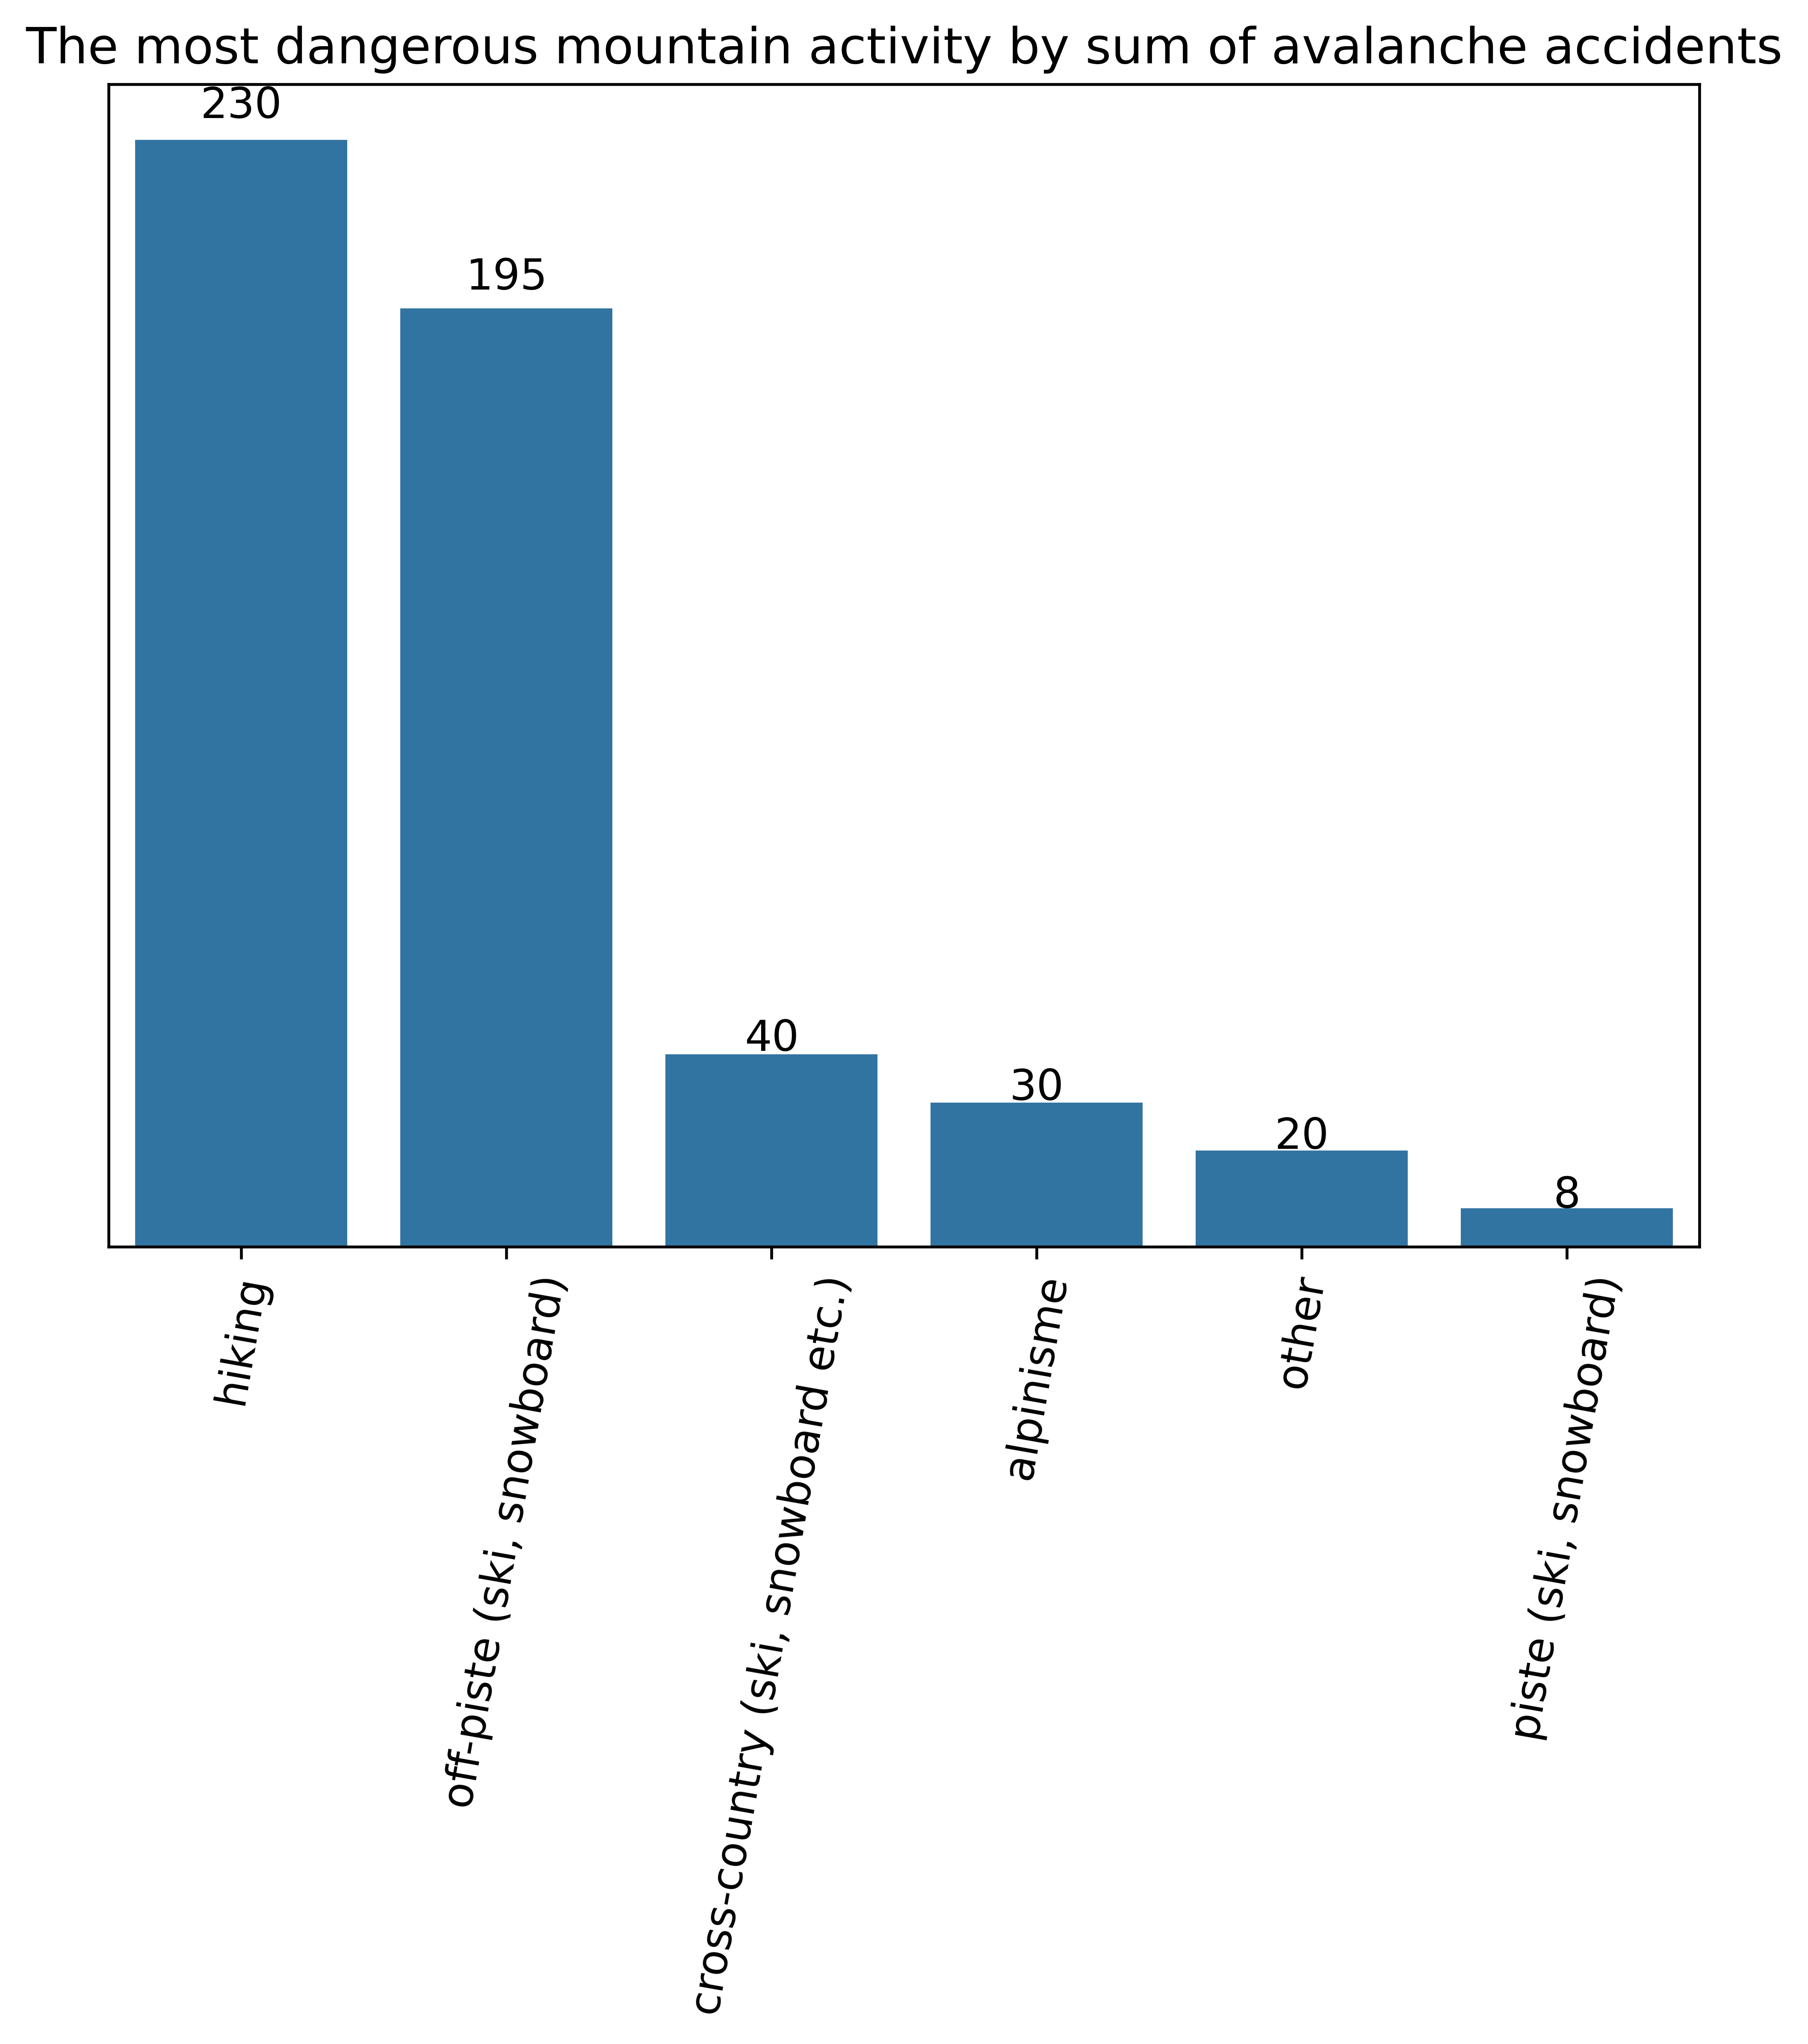 The most dangerous mountain activity by sum of avalanche accidents
230
195
40
30
20
8
hiking
off-piste (ski, snowboard)
cross-country (ski, snowboard etc.)
alpinisme
other
piste (ski, snowboard)